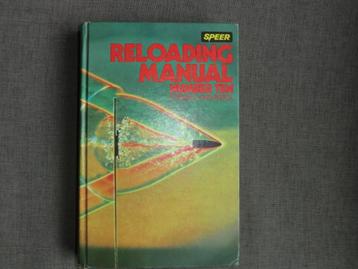 SPEER
RELOADING
MANUAL
NUMBER TEN